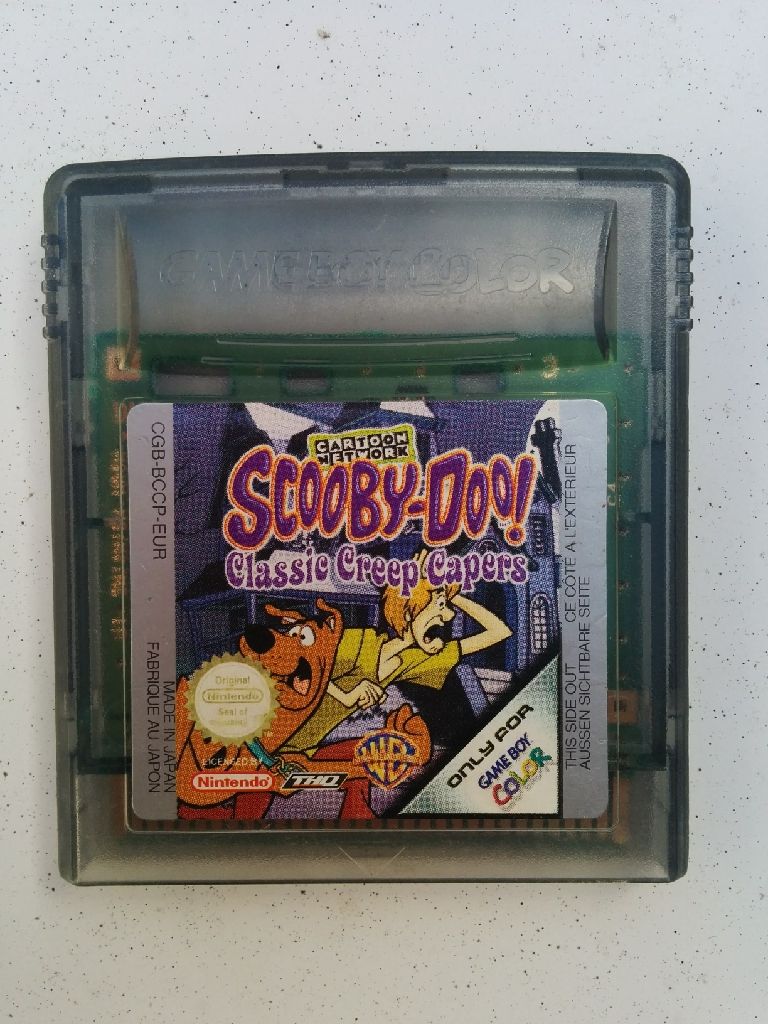 GAME BOY COLOR
CARTOON
NETWORK
SCOOBY-DOO!
Classic Creep Capers
CGB-BCCP-EUR
MADE IN JAPAN
FABRIQUE AU JAPON
Original
Nintendo
Seal of
LICENSED BY
Nintendo
THQ
TM
ONLY FOR
GAME BOY
COLOR
THIS SIDE OUT CE COTE A L'EXTERIEUR
AUSSEN SICHTBARE SEITE